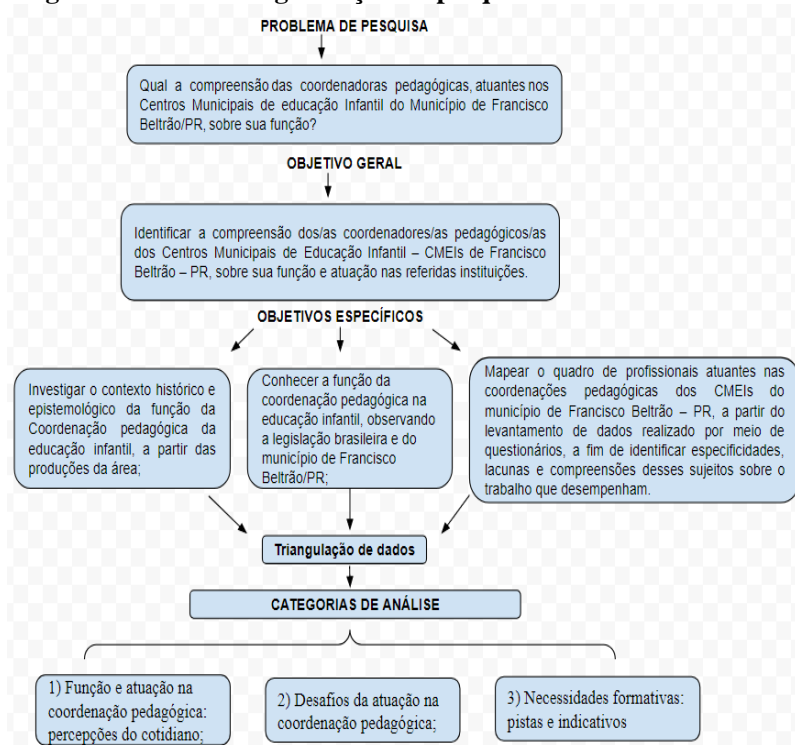 PROBLEMA DE PESQUISA
Qual a compreensão das coordenadoras pedagógicas, atuantes nos
Centros Municipais de educação Infantil do Município de Francisco
Beltrão/PR, sobre sua função?
OBJETIVO GERAL
Identificar a compreensão dos/as coordenadores/as pedagógicos/as
dos Centros Municipais de Educação Infantil – CMEIs de Francisco
Beltrão – PR, sobre sua função e atuação nas referidas instituições.
OBJETIVOS ESPECÍFICOS
Investigar o contexto histórico e
epistemológico da função da
Coordenação pedagógica da
educação infantil, a partir das
produções da área;
Conhecer a função da
coordenação pedagógica na
educação infantil, observando
a legislação brasileira e do
município de Francisco
Beltrão/PR;
Mapear o quadro de profissionais atuantes nas
coordenações pedagógicas dos CMEIs do
município de Francisco Beltrão – PR, a partir do
levantamento de dados realizado por meio de
questionários, a fim de identificar especificidades,
lacunas e compreensões desses sujeitos sobre o
trabalho que desempenham.
Triangulação de dados
CATEGORIAS DE ANÁLISE
1) Função e atuação na
coordenação pedagógica:
percepções do cotidiano;
2) Desafios da atuação na
coordenação pedagógica;
3) Necessidades formativas:
pistas e indicativos